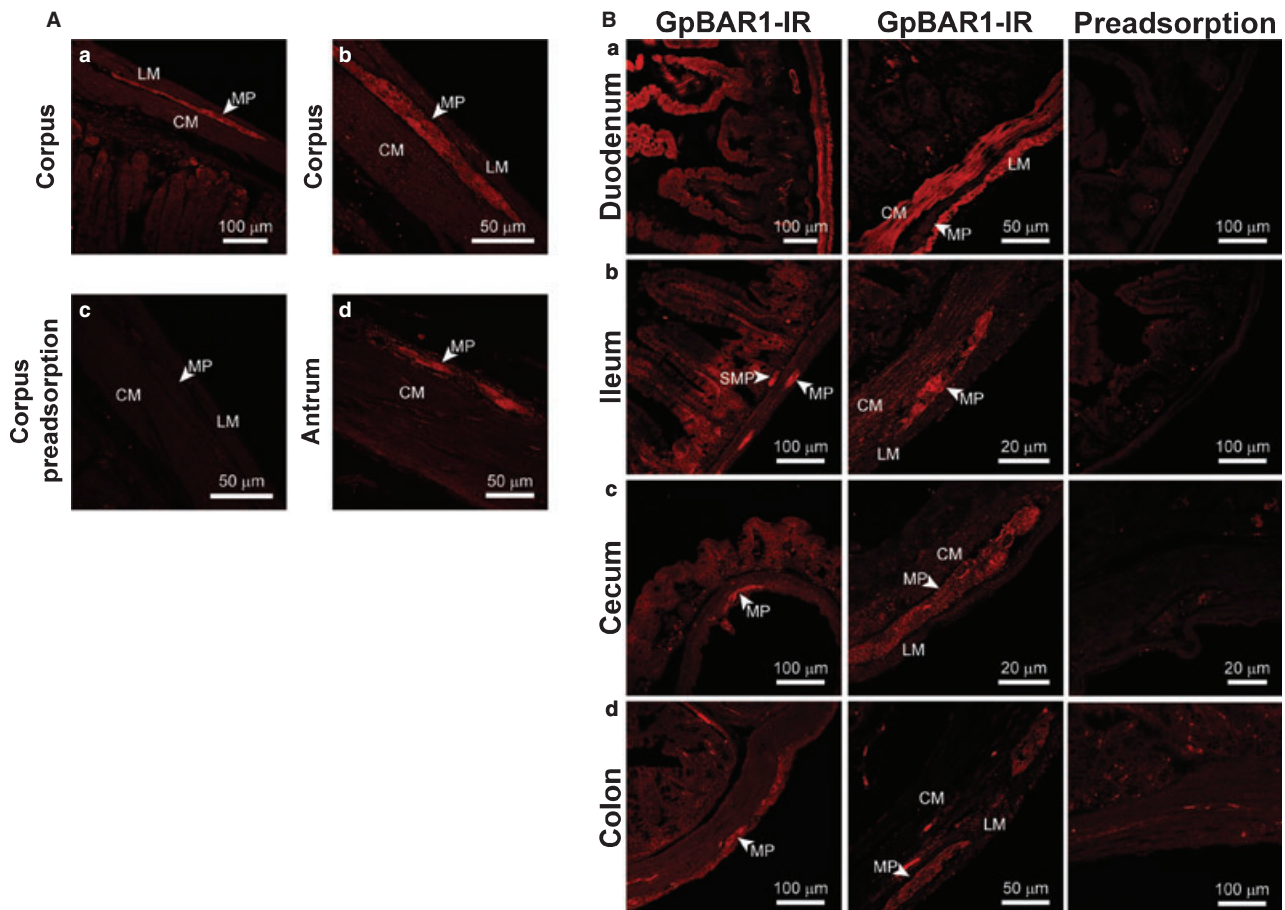 A
Corpus
a
LM
MP
CM
100 µm
Corpus
b
MP
CM
LM
50 µm
Corpus
preadsorption
c
MP
CM
LM
50 µm
Antrum
d
MP
CM
50 µm
B
GpBAR1-IR
GpBAR1-IR
Preadsorption
a
Duodenum
100 µm
CM
LM
MP
50 µm
100 µm
b
Ileum
SMP
MP
100 µm
CM
MP
LM
20 µm
100 µm
c
Cecum
MP
100 µm
CM
MP
LM
20 µm
20 µm
d
Colon
MP
100 µm
CM
LM
MP
50 µm
100 µm